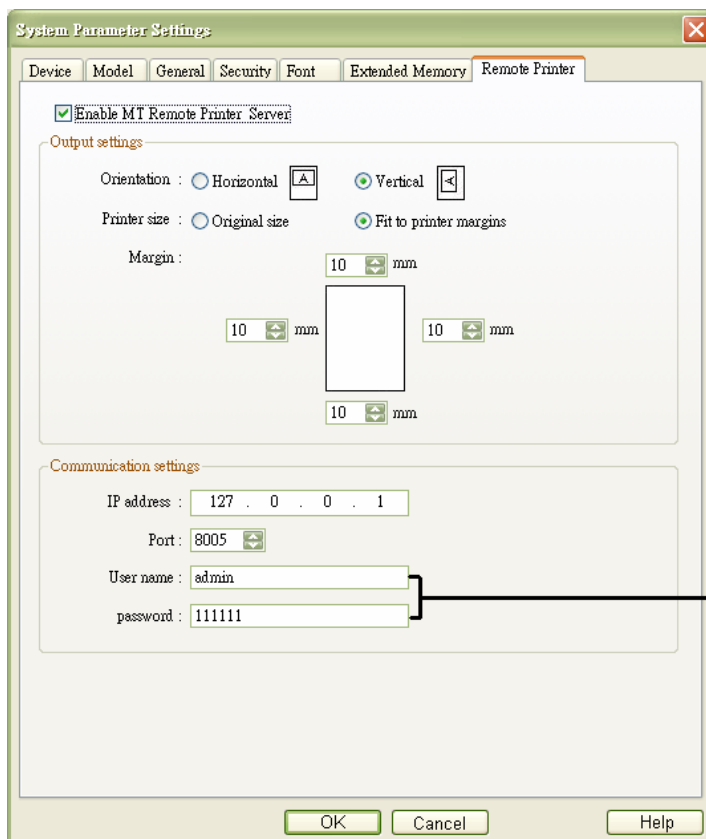 System Parameter Settings
Device Model General Security Font Extended Memory Remote Printer
Enable MT Remote Printer Server
Output settings
Orientation : Horizontal A Vertical A
Printer size : Original size Fit to printer margins
Margin :
10 mm
10 mm 10 mm
10 mm
Communication settings
IP address : 127 . 0 . 0 . 1
Port : 8005
User name : admin
password : 111111
OK Cancel Help